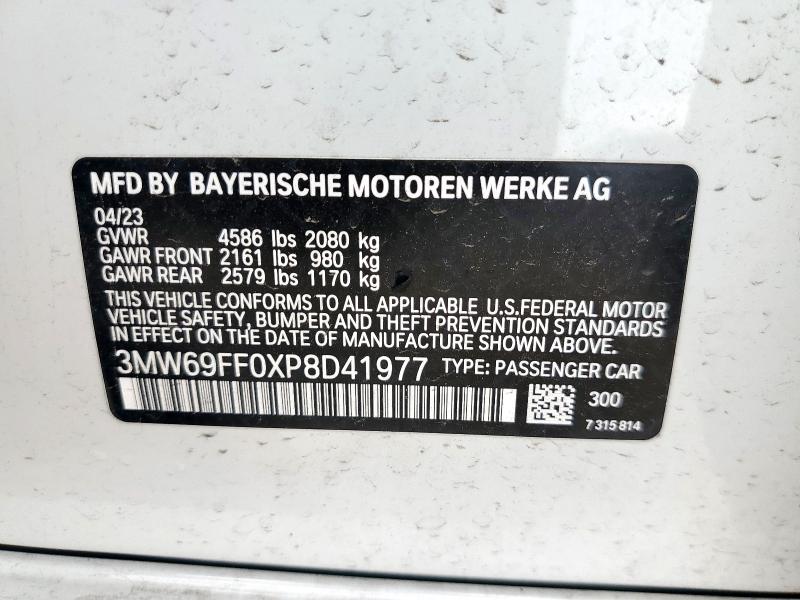 MFD BY BAYERISCHE MOTOREN WERKE AG
04/23
GVWR 4586 lbs 2080 kg
GAWR FRONT 2161 lbs 980 kg
GAWR REAR 2579 lbs 1170 kg
THIS VEHICLE CONFORMS TO ALL APPLICABLE U.S.FEDERAL MOTOR
VEHICLE SAFETY, BUMPER AND THEFT PREVENTION STANDARDS
IN EFFECT ON THE DATE OF MANUFACTURE SHOWN ABOVE.
3MW69FF0XP8D41977 TYPE: PASSENGER CAR
300
7 315 814